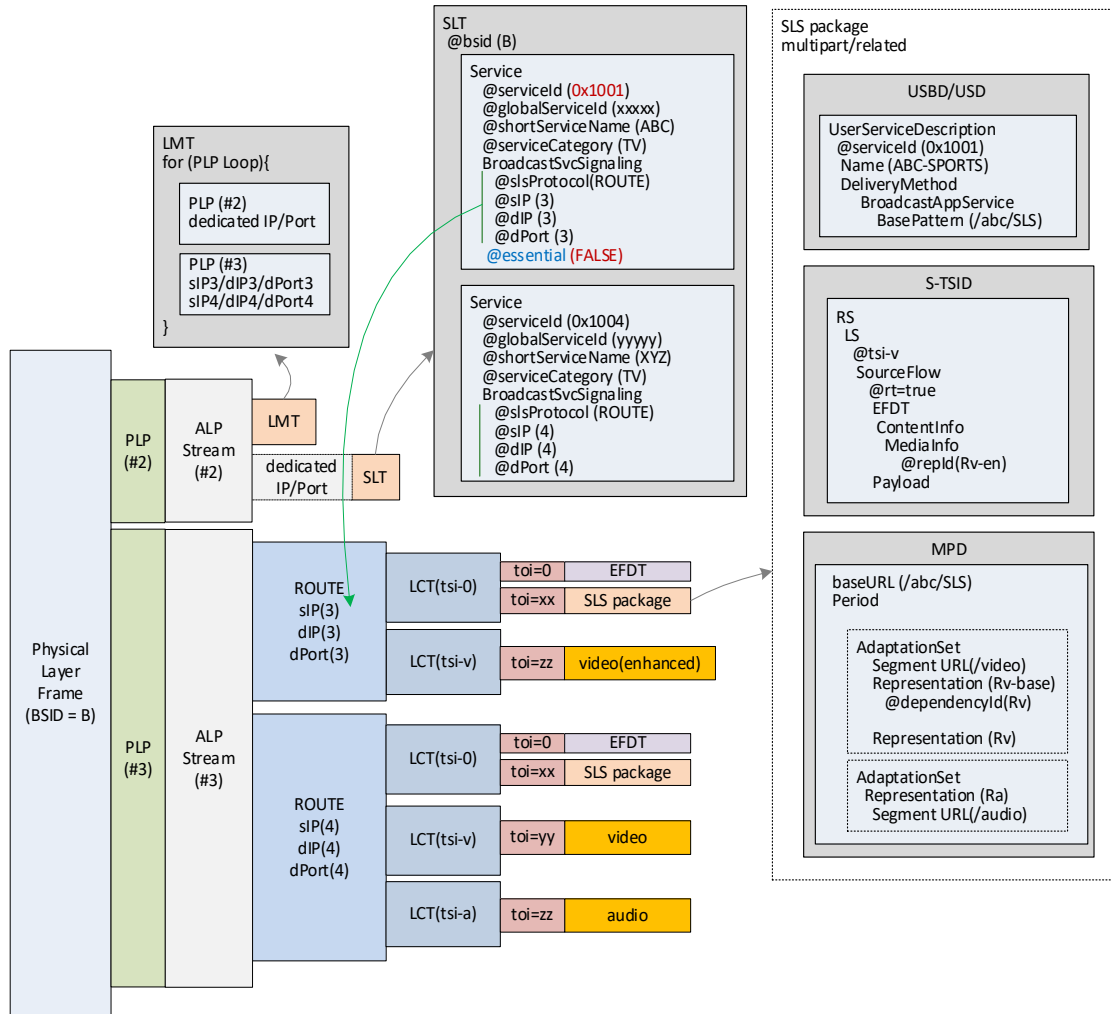 SLT
@bsid (B)
Service
@serviceId (0x1001)
@globalServiceId (xxxxx)
@shortServiceName (ABC)
@serviceCategory (TV)
BroadcastSvcSignaling
@slsProtocol(ROUTE)
@sIP (3)
@dIP (3)
@dPort (3)
@essential (FALSE)
Service
@serviceId (0x1004)
@globalServiceId (yyyyy)
@shortServiceName (XYZ)
@serviceCategory (TV)
BroadcastSvcSignaling
@slsProtocol (ROUTE)
@sIP (4)
@dIP (4)
@dPort (4)
LMT
for (PLP Loop){
PLP (#2)
dedicated IP/Port
PLP (#3)
sIP3/dIP3/dPort3
sIP4/dIP4/dPort4
}
Physical
Layer
Frame
(BSID = B)
PLP
(#2)
ALP
Stream
(#2)
LMT
dedicated
IP/Port
SLT
PLP
(#3)
ALP
Stream
(#3)
ROUTE
sIP(3)
dIP(3)
dPort(3)
LCT(tsi-0)
toi=0
EFDT
toi=xx
SLS package
LCT(tsi-v)
toi=zz
video(enhanced)
ROUTE
sIP(4)
dIP(4)
dPort(4)
LCT(tsi-0)
toi=0
EFDT
toi=xx
SLS package
LCT(tsi-v)
toi=yy
video
LCT(tsi-a)
toi=zz
audio
SLS package
multipart/related
USBD/USD
UserServiceDescription
@serviceId (0x1001)
Name (ABC-SPORTS)
DeliveryMethod
BroadcastAppService
BasePattern (/abc/SLS)
S-TSID
RS
LS
@tsi-v
SourceFlow
@rt=true
EFDT
ContentInfo
MediaInfo
@repId(Rv-en)
Payload
MPD
baseURL (/abc/SLS)
Period
AdaptationSet
Segment URL(/video)
Representation (Rv-base)
@dependencyId(Rv)
Representation (Rv)
AdaptationSet
Representation (Ra)
Segment URL(/audio)